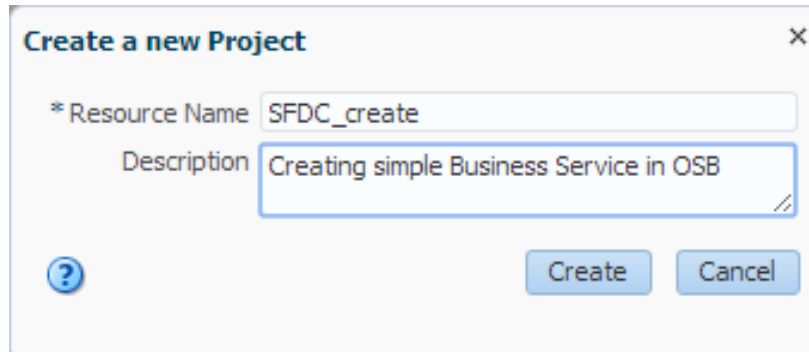 Create a new Project
* Resource Name SFDC_create
Description Creating simple Business Service in OSB
Create Cancel